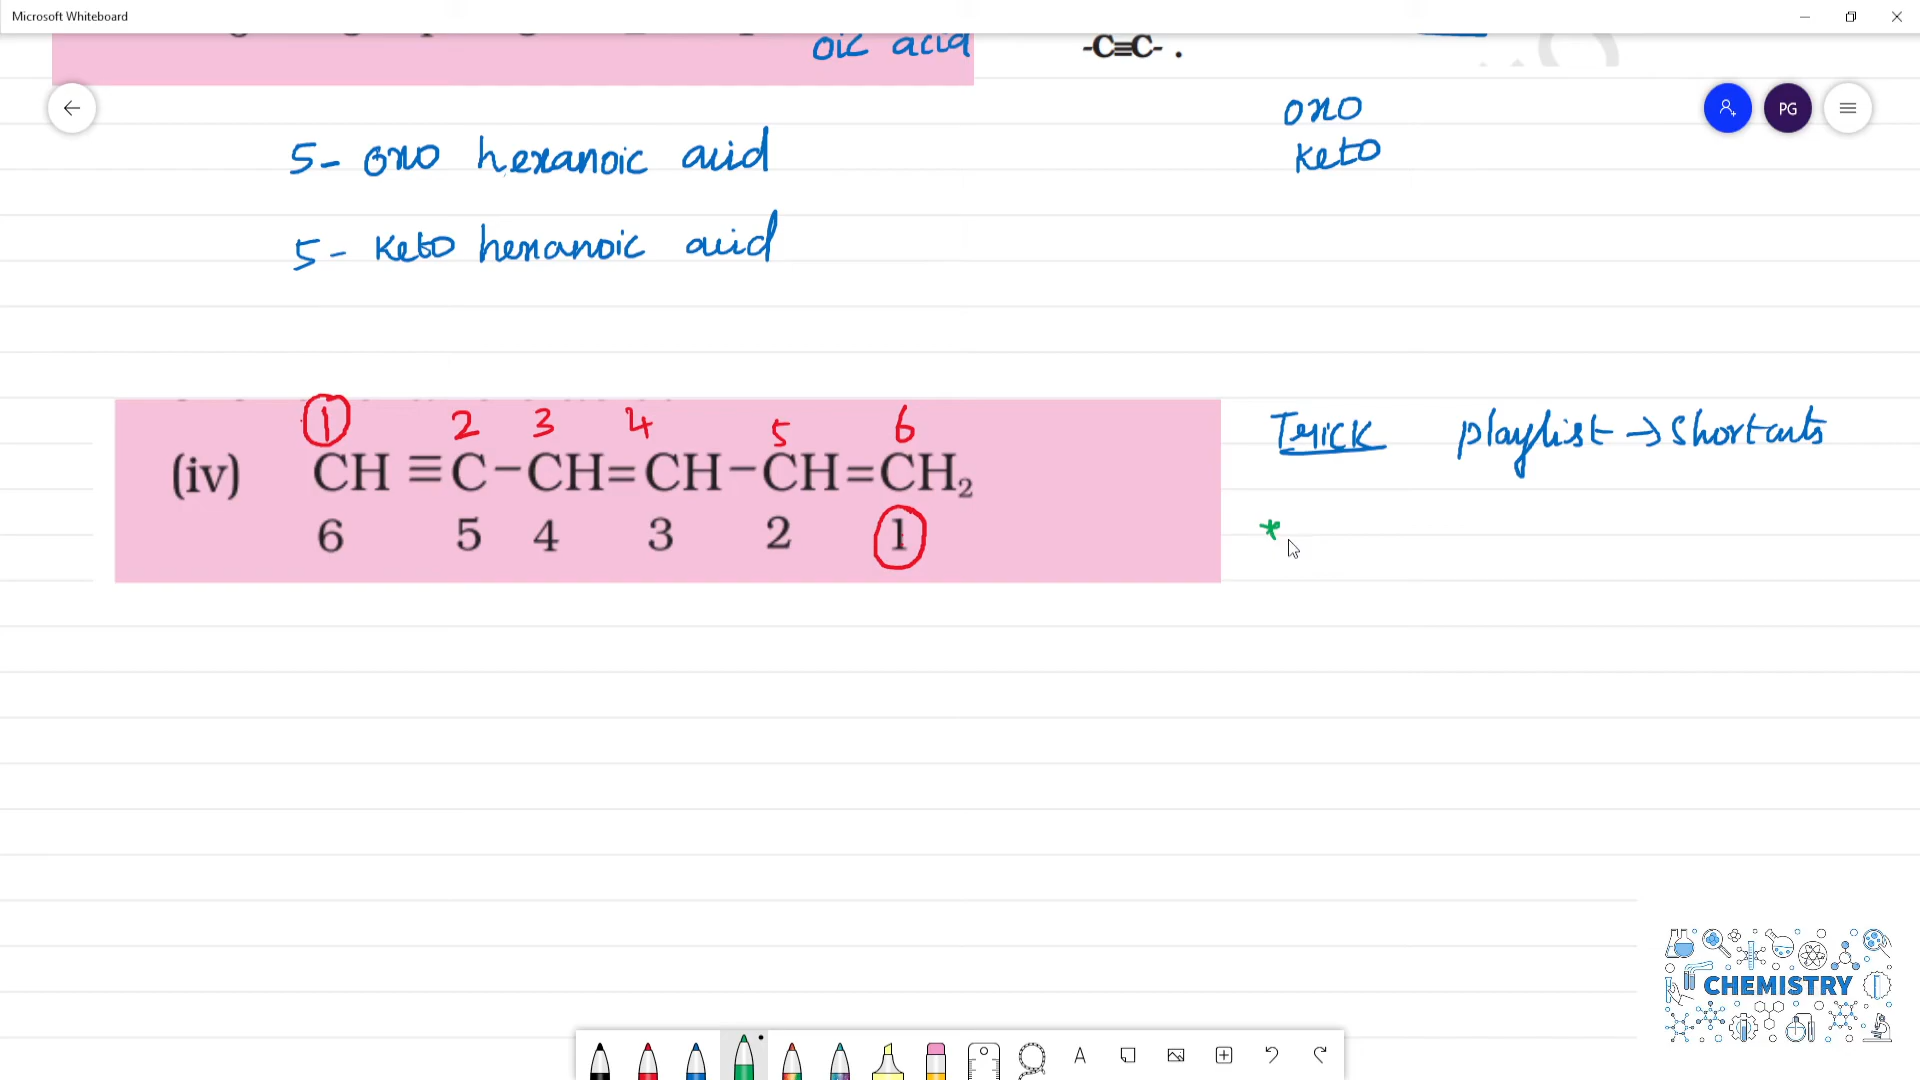 Microsoft Whiteboard
oic acid
-C≡C- .
oxo
keto
PG
5- oxo hexanoic acid
5- keto hexanoic acid
1 2 3 4 5 6
(iv) CH ≡C−CH=CH−CH=CH₂
6 5 4 3 2 1
Trick playlist → Shortcuts
*
CHEMISTRY
A